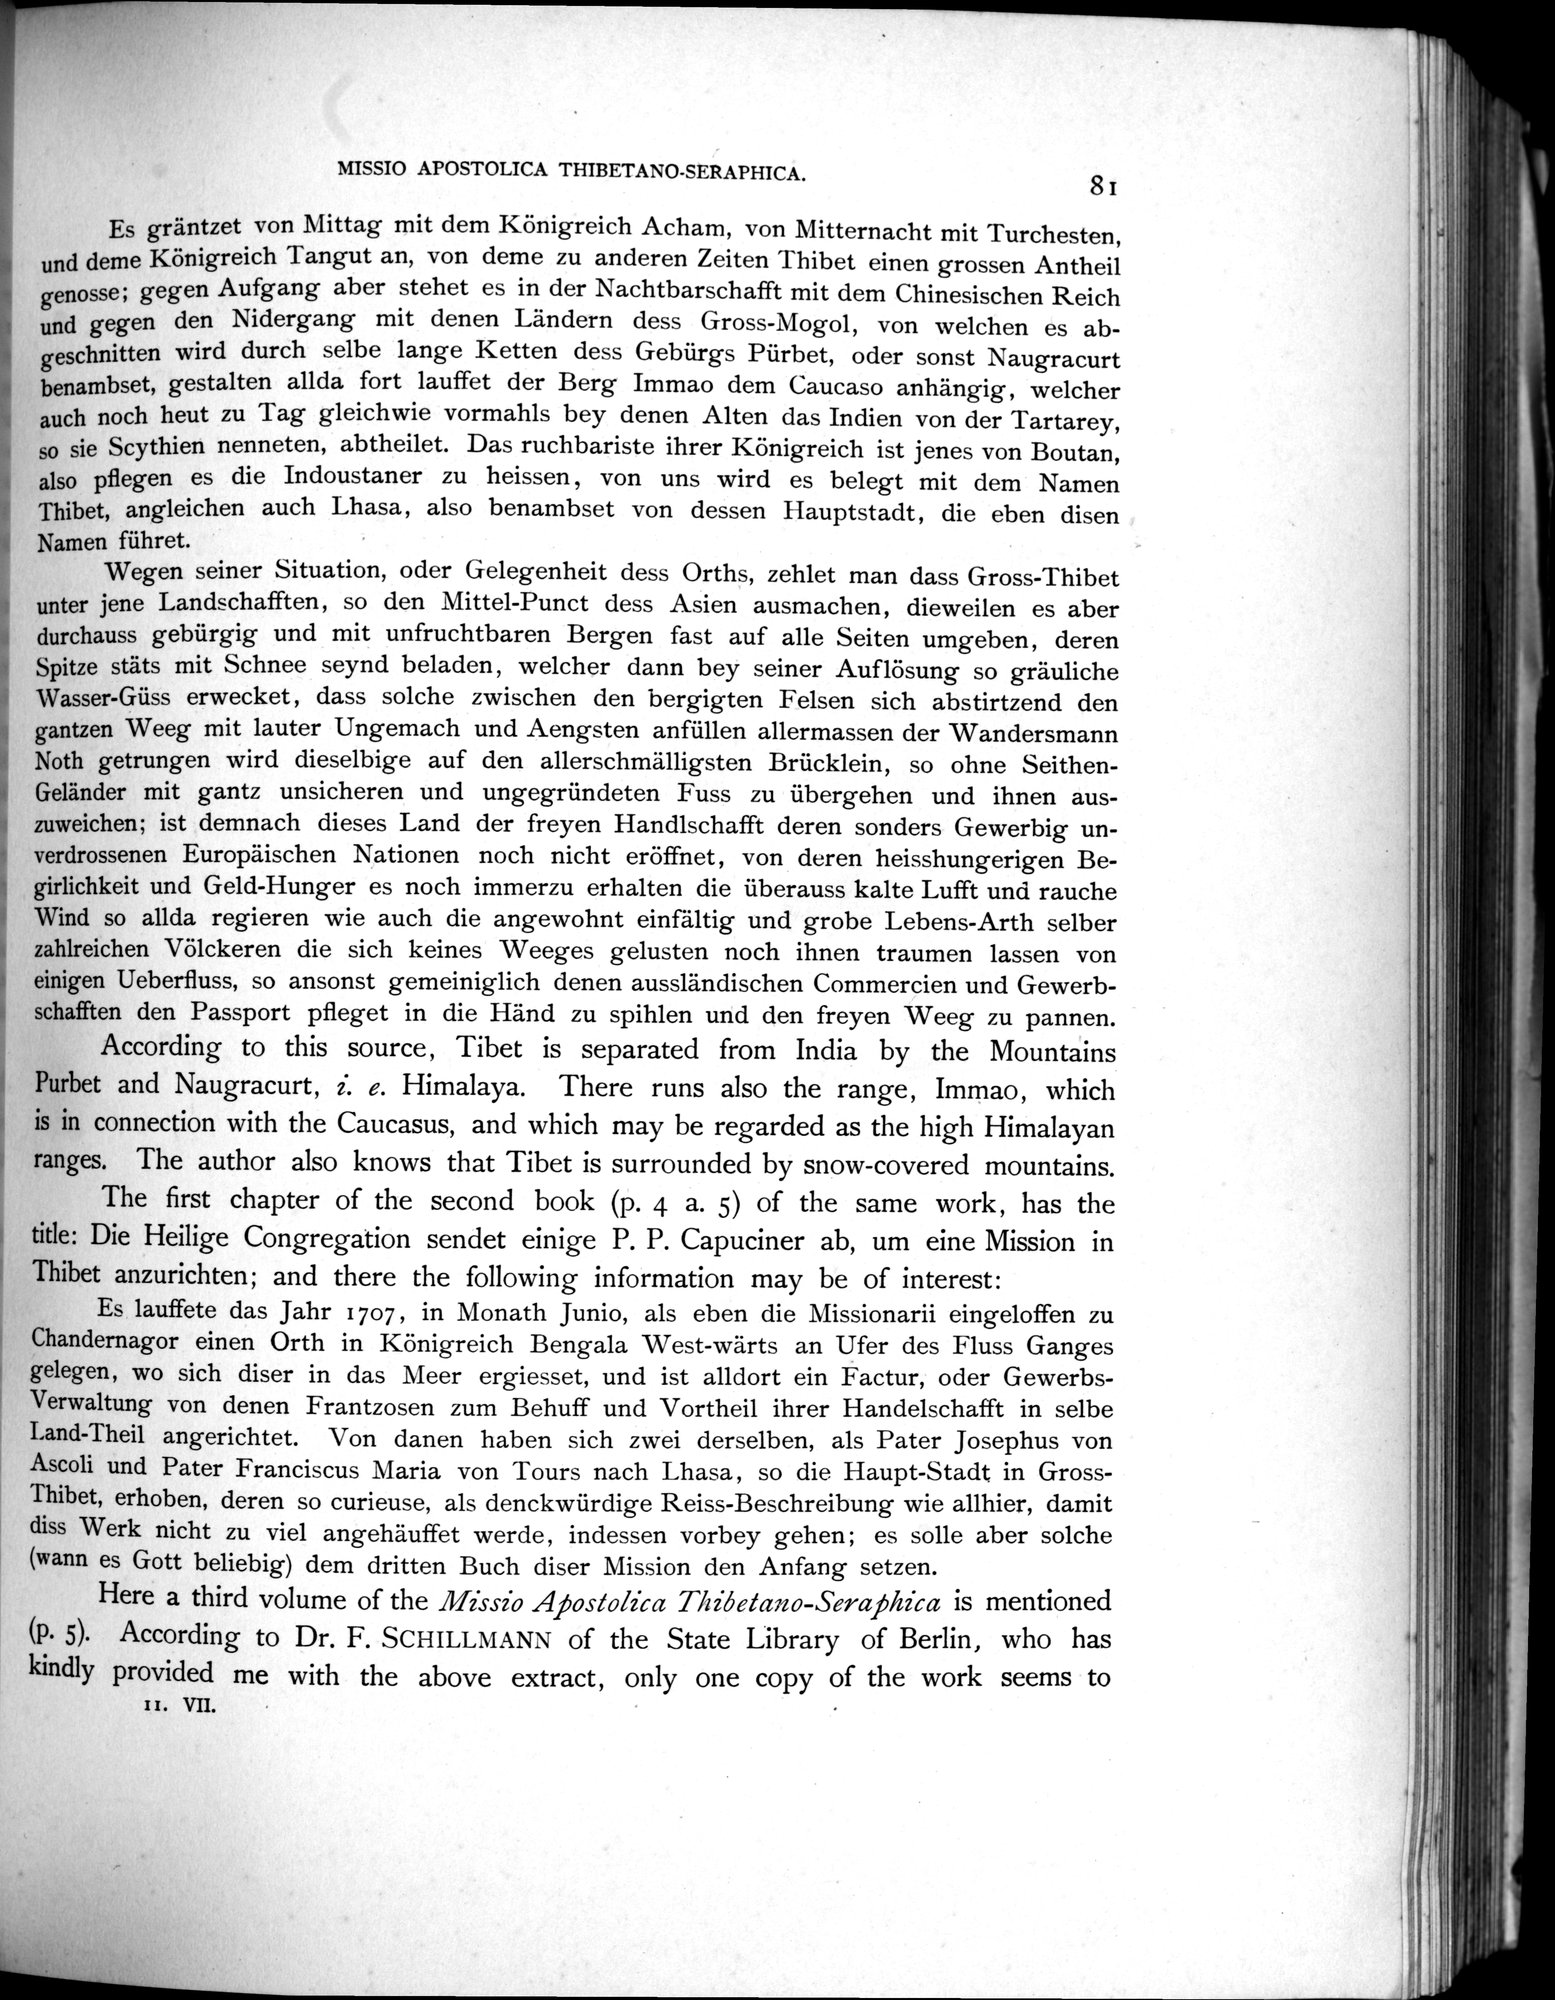 MISSIO APOSTOLICA THIBETANO-SERAPHICA.
81
Es gräntzet von Mittag mit dem Königreich Acham, von Mitternacht mit Turchesten,
und deme Königreich Tangut an, von deme zu anderen Zeiten Thibet einen grossen Antheil
genosse; gegen Aufgang aber stehet es in der Nachtbarschafft mit dem Chinesischen Reich
und gegen den Nidergang mit denen Ländern dess Gross-Mogol, von welchen es ab-
geschnitten wird durch selbe lange Ketten dess Gebürgs Pürbet, oder sonst Naugracurt
benambset, gestalten allda fort lauffet der Berg Immao dem Caucaso anhängig, welcher
auch noch heut zu Tag gleichwie vormahls bey denen Alten das Indien von der Tartarey,
so sie Scythien nenneten, abtheilet. Das ruchbariste ihrer Königreich ist jenes von Boutan,
also pflegen es die Indoustaner zu heissen, von uns wird es belegt mit dem Namen
Thibet, angleichen auch Lhasa, also benambset von dessen Hauptstadt, die eben disen
Namen führet.
Wegen seiner Situation, oder Gelegenheit dess Orths, zehlet man dass Gross-Thibet
unter jene Landschafften, so den Mittel-Punct dess Asien ausmachen, dieweilen es aber
durchauss gebürgig und mit unfruchtbaren Bergen fast auf alle Seiten umgeben, deren
Spitze stäts mit Schnee seynd beladen, welcher dann bey seiner Auflösung so gräuliche
Wasser-Güss erwecket, dass solche zwischen den bergigten Felsen sich abstirtzend den
gantzen Weeg mit lauter Ungemach und Aengsten anfüllen allermassen der Wandersmann
Noth getrungen wird dieselbige auf den allerschmälligsten Brücklein, so ohne Seithen-
Geländer mit gantz unsicheren und ungegründeten Fuss zu übergehen und ihnen aus-
zuweichen; ist demnach dieses Land der freyen Handlschafft deren sonders Gewerbig un-
verdrossenen Europäischen Nationen noch nicht eröffnet, von deren heisshungerigen Be-
girlichkeit und Geld-Hunger es noch immerzu erhalten die überauss kalte Lufft und rauche
Wind so allda regieren wie auch die angewohnt einfältig und grobe Lebens-Arth selber
zahlreichen Völckeren die sich keines Weeges gelusten noch ihnen traumen lassen von
einigen Ueberfluss, so ansonst gemeiniglich denen ausländischen Commercien und Gewerb-
schafften den Passport pfleget in die Händ zu spihlen und den freyen Weeg zu pannen.
According to this source, Tibet is separated from India by the Mountains
Purbet and Naugracurt, i. e. Himalaya. There runs also the range, Immao, which
is in connection with the Caucasus, and which may be regarded as the high Himalayan
ranges. The author also knows that Tibet is surrounded by snow-covered mountains.
The first chapter of the second book (p. 4 a. 5) of the same work, has the
title: Die Heilige Congregation sendet einige P. P. Capuciner ab, um eine Mission in
Thibet anzurichten; and there the following information may be of interest:
Es lauffete das Jahr 1707, in Monath Junio, als eben die Missionarii eingeloffen zu
Chandernagor einen Orth in Königreich Bengala West-wärts an Ufer des Fluss Ganges
gelegen, wo sich diser in das Meer ergiesset, und ist alldort ein Factur, oder Gewerbs-
Verwaltung von denen Frantzosen zum Behuff und Vortheil ihrer Handelschafft in selbe
Land-Theil angerichtet. Von danen haben sich zwei derselben, als Pater Josephus von
Ascoli und Pater Franciscus Maria von Tours nach Lhasa, so die Haupt-Stadt in Gross-
Thibet, erhoben, deren so curieuse, als denckwürdige Reiss-Beschreibung wie allhier, damit
diss Werk nicht zu viel angehäuffet werde, indessen vorbey gehen; es solle aber solche
(wann es Gott beliebig) dem dritten Buch diser Mission den Anfang setzen.
Here a third volume of the Missio Apostolica Thibetano-Seraphica is mentioned
(p. 5). According to Dr. F. SCHILLMANN of the State Library of Berlin, who has
kindly provided me with the above extract, only one copy of the work seems to
11. VII.